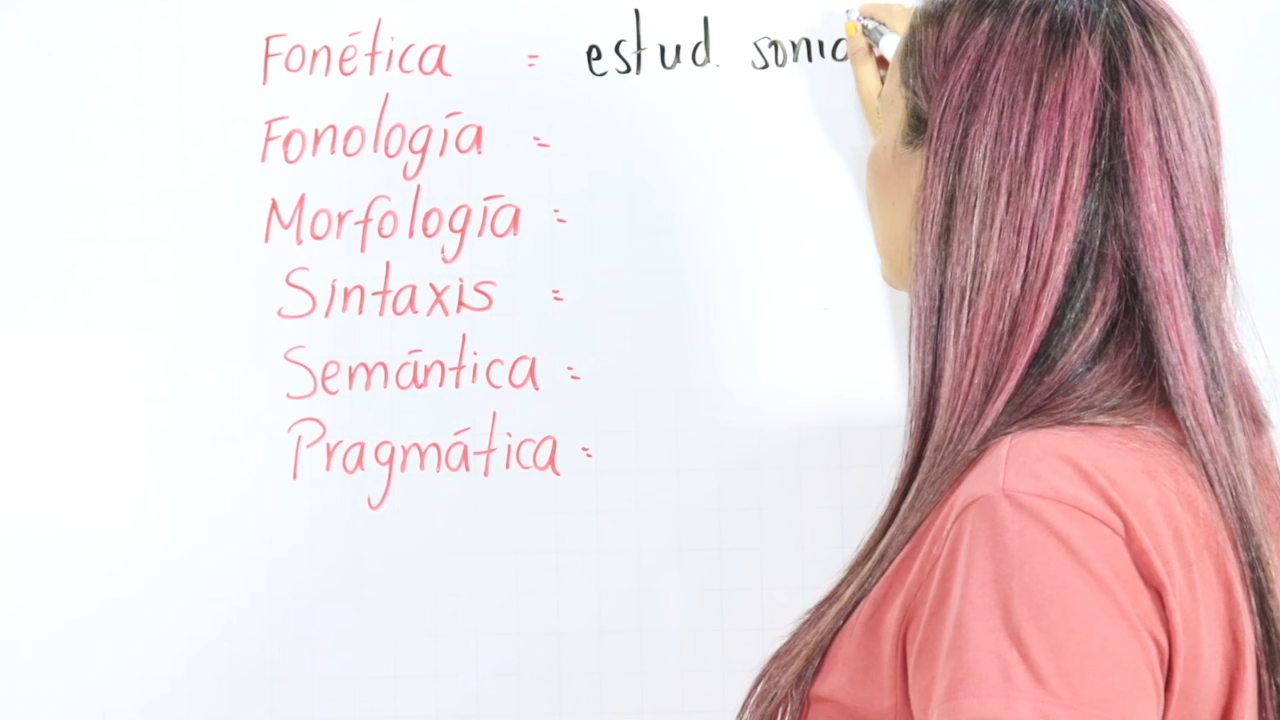 Fonética = estud. sonid
Fonología =
Morfología =
Sintaxis =
Semántica =
Pragmática =